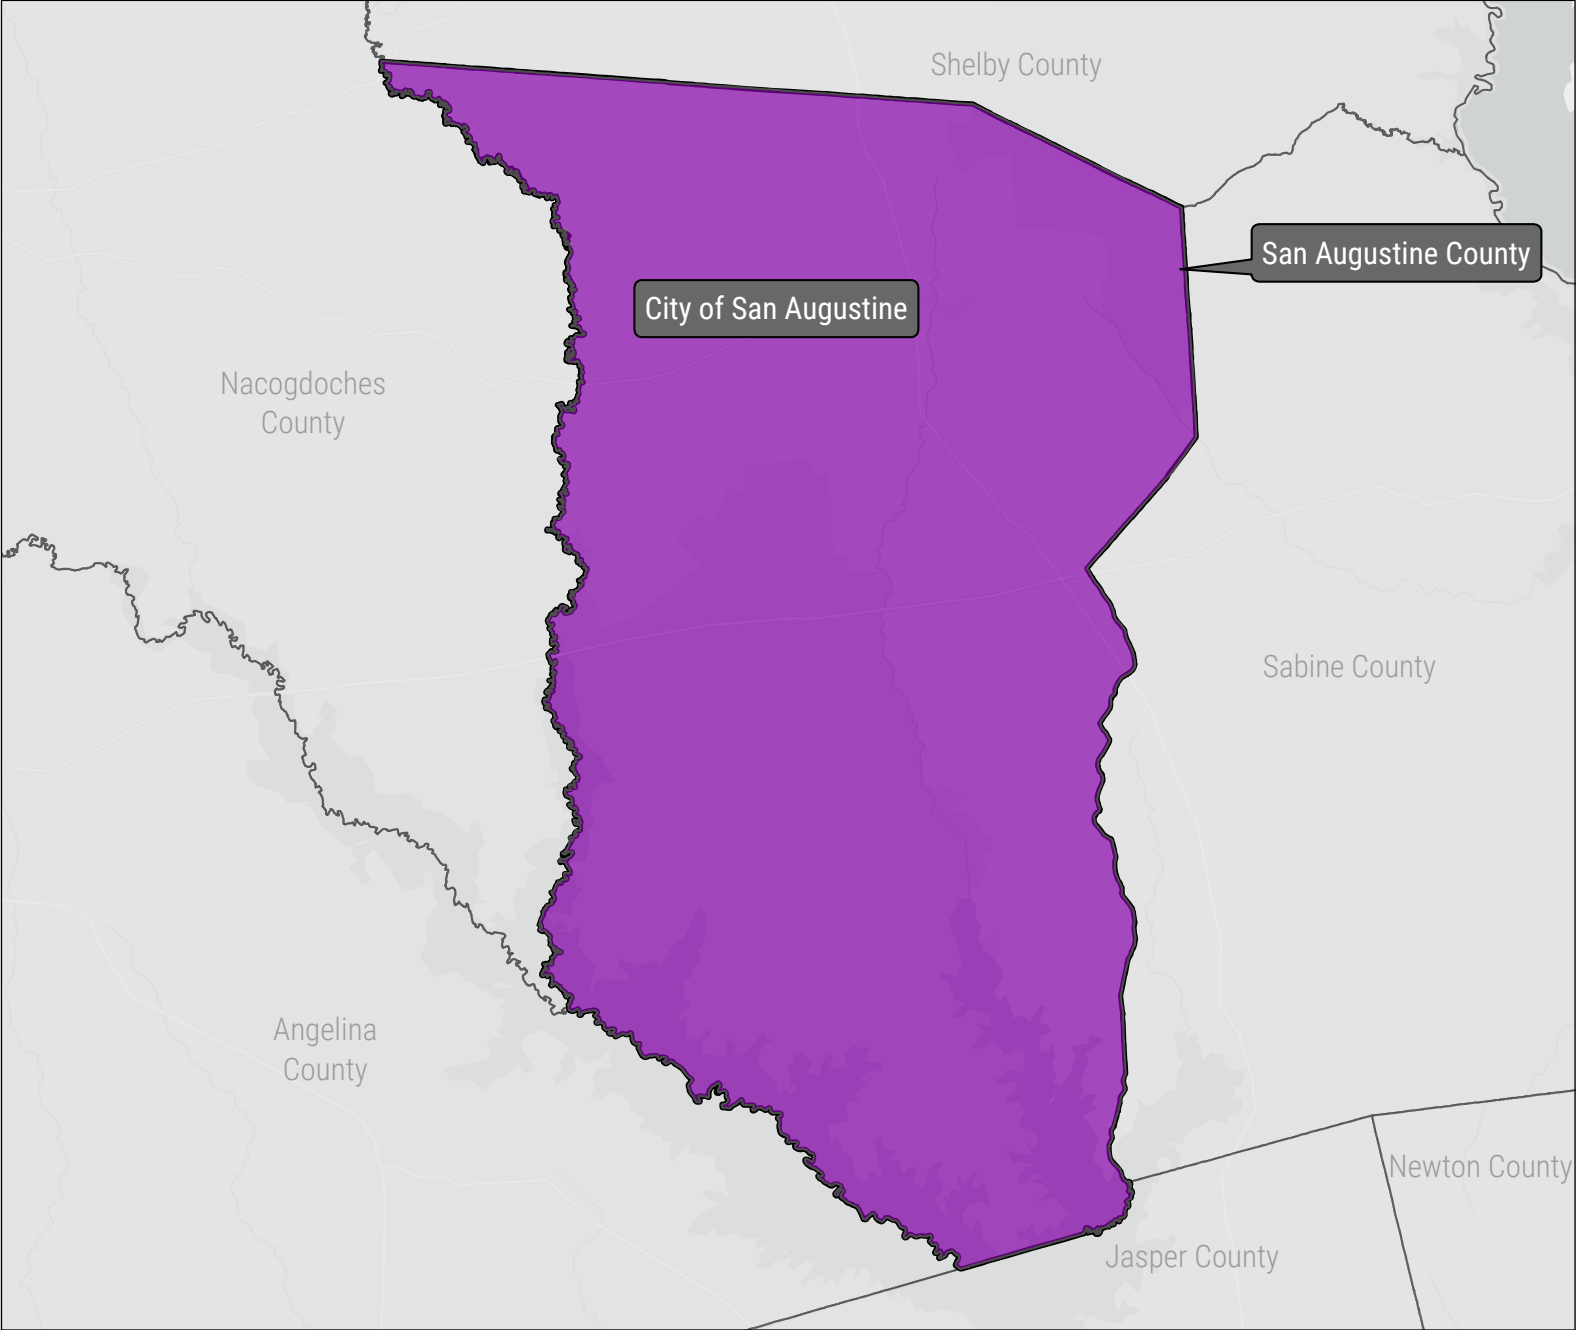 Shelby County
San Augustine County
City of San Augustine
Nacogdoches
County
Sabine County
Angelina
County
Newton County
Jasper County